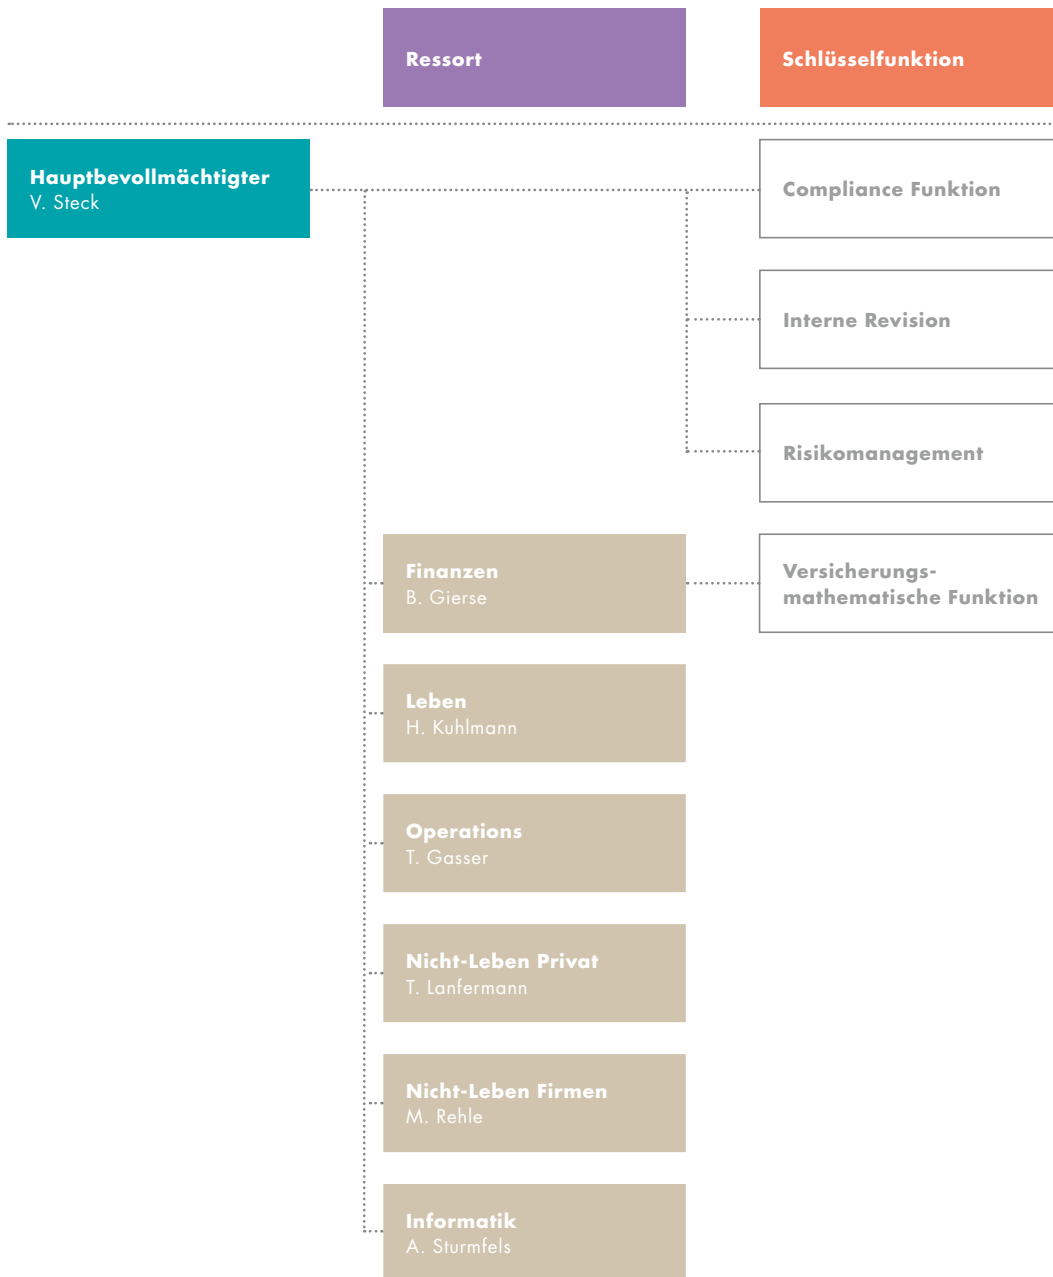 Ressort
Schlüsselfunktion
Hauptbevollmächtigter
V. Steck
Compliance Funktion
Interne Revision
Risikomanagement
Finanzen
B. Gierse
Versicherungs-
mathematische Funktion
Leben
H. Kuhlmann
Operations
T. Gasser
Nicht-Leben Privat
T. Lanfermann
Nicht-Leben Firmen
M. Rehle
Informatik
A. Sturmfels